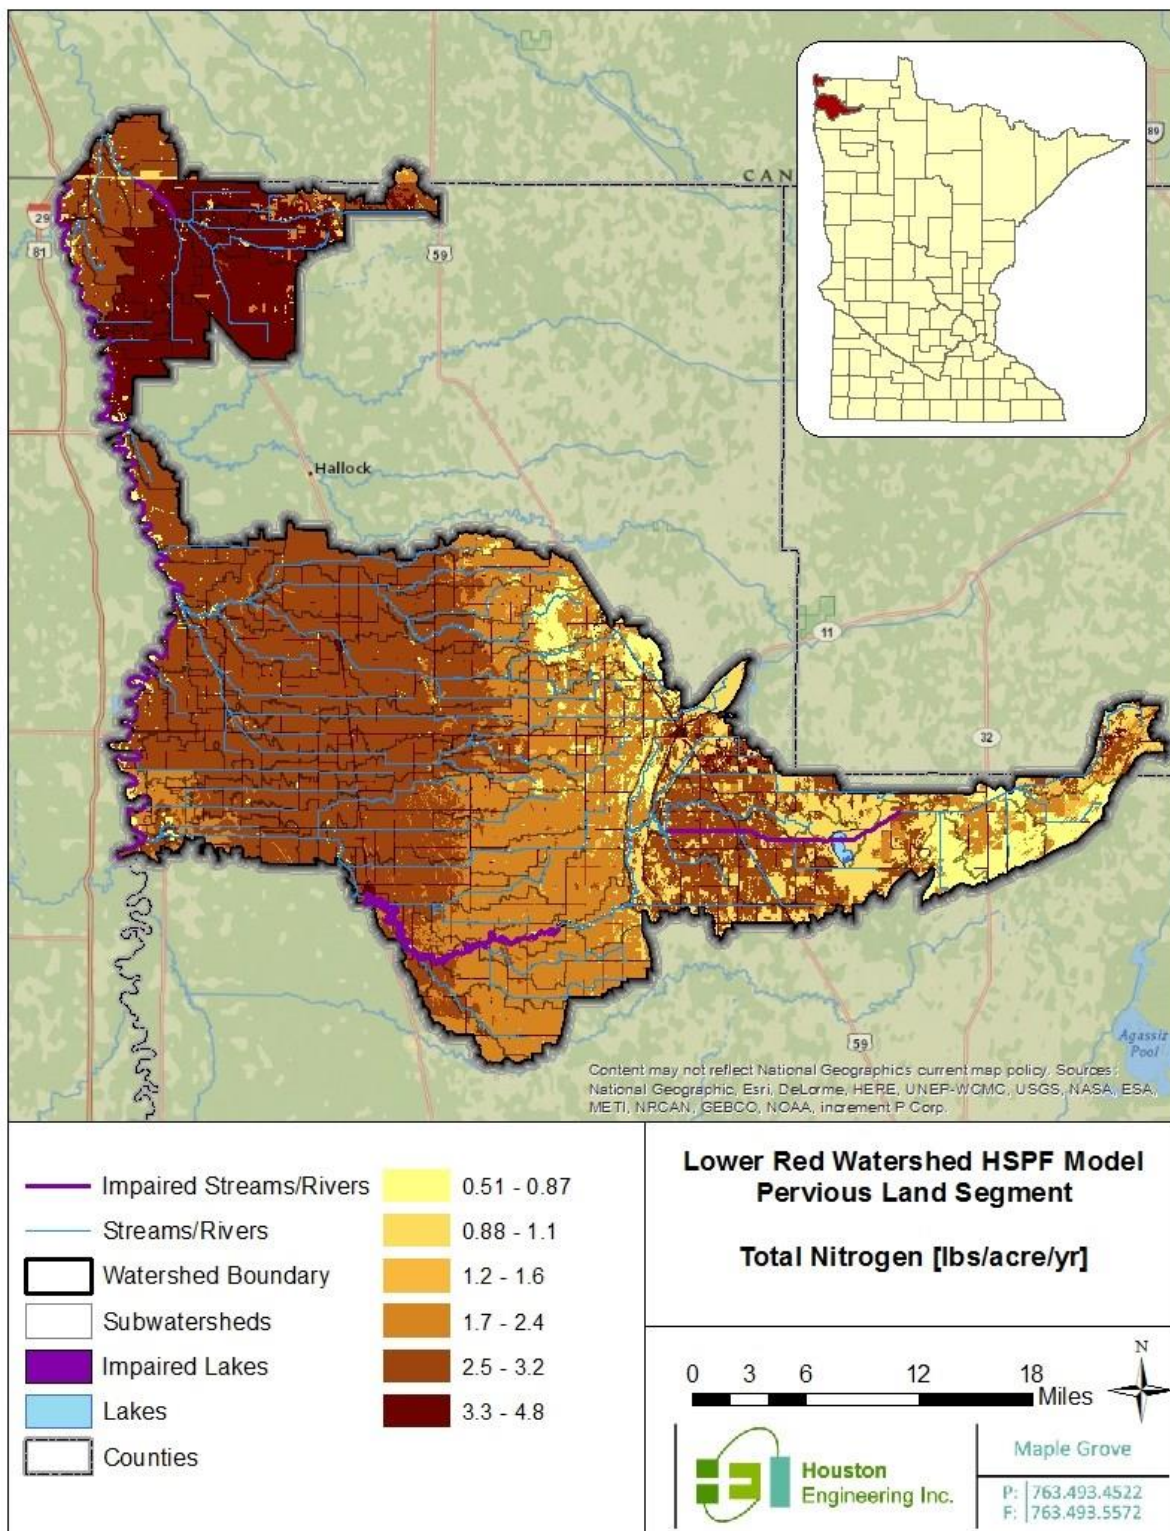 CAN
89
29
81
59
Hallock
11
32
59
Agassiz
Pool
Content may not reflect National Geographic's current map policy. Sources:
National Geographic, Esri, DeLorme, HERE, UNEP-WCMC, USGS, NASA, ESA,
METI, NRCAN, GEBCO, NOAA, increment P Corp.
Impaired Streams/Rivers
Streams/Rivers
Watershed Boundary
Subwatersheds
Impaired Lakes
Lakes
Counties
0.51 - 0.87
0.88 - 1.1
1.2 - 1.6
1.7 - 2.4
2.5 - 3.2
3.3 - 4.8
Lower Red Watershed HSPF Model
Pervious Land Segment
Total Nitrogen [lbs/acre/yr]
N
0 3 6 12 18
Miles
Houston
Engineering Inc.
Maple Grove
P: 763.493.4522
F: 763.493.5572